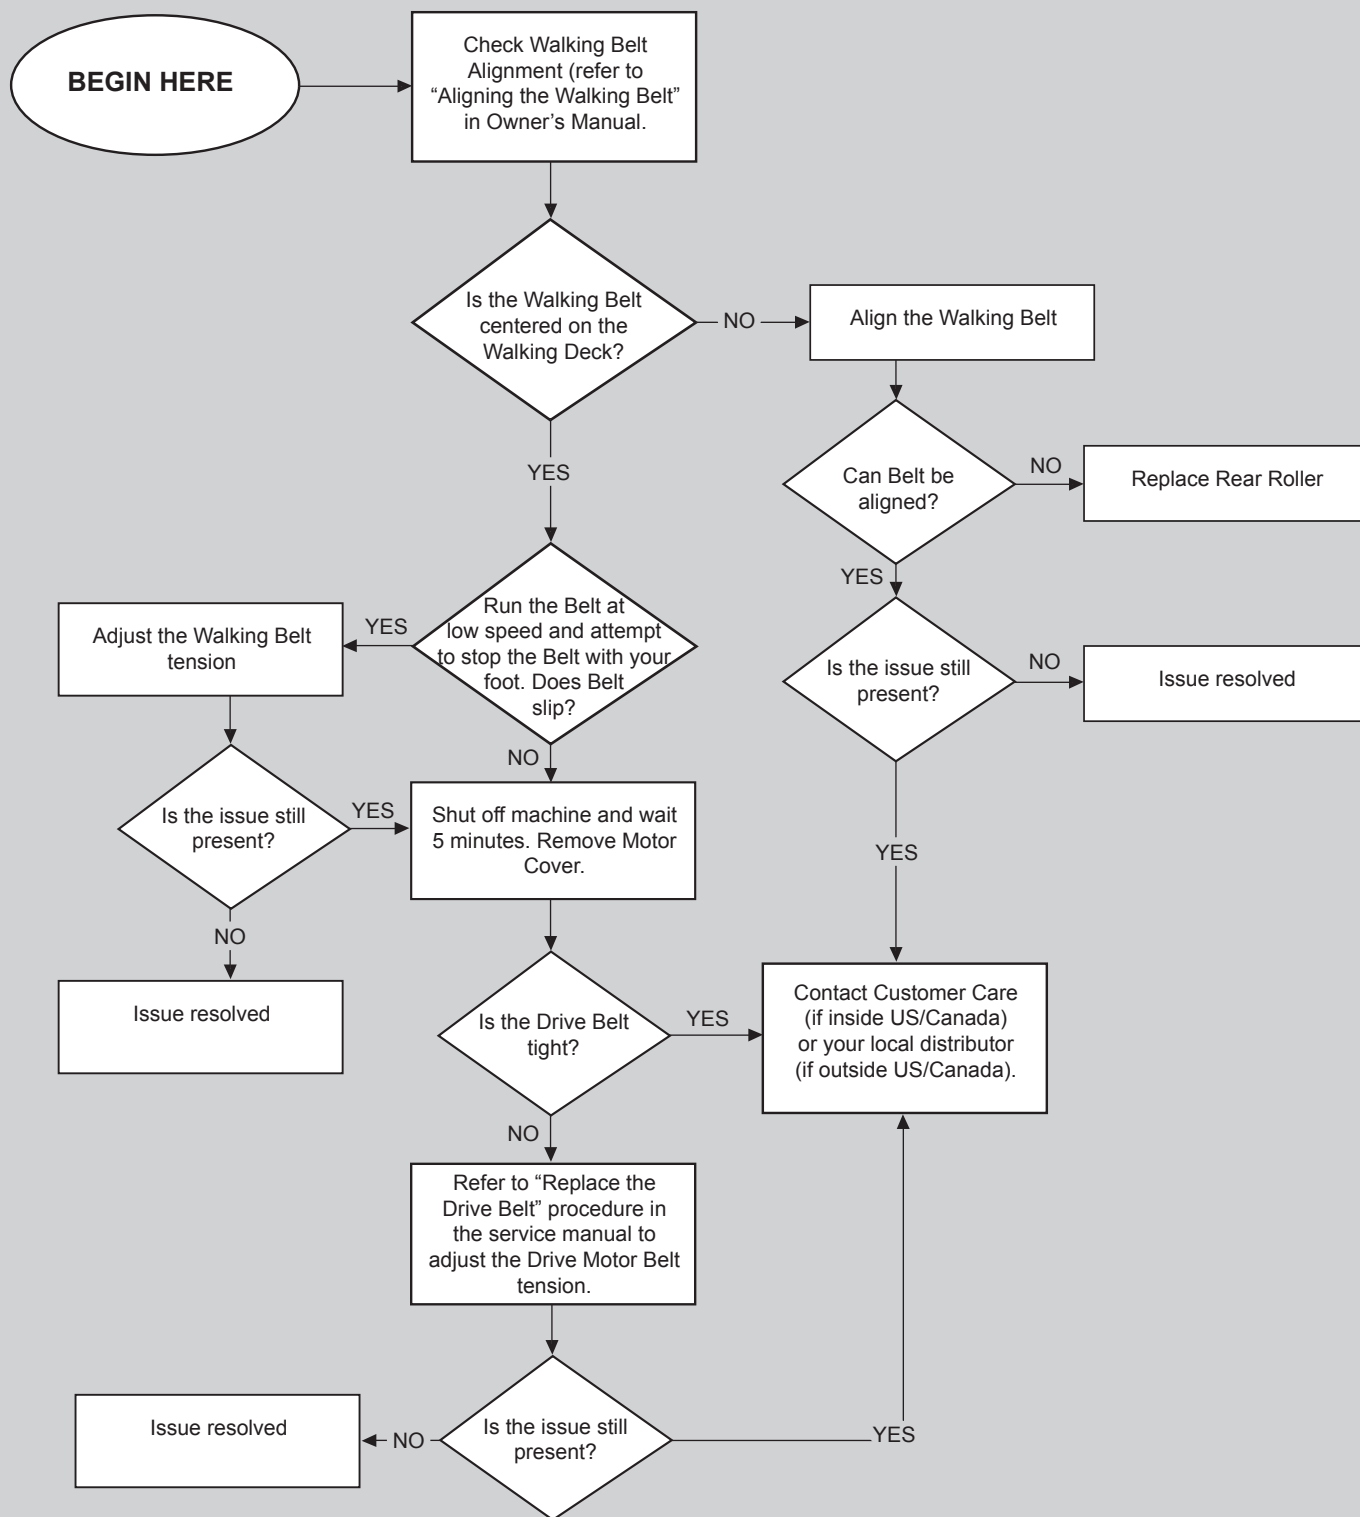 BEGIN HERE
Check Walking Belt
Alignment (refer to
“Aligning the Walking Belt”
in Owner’s Manual.
Is the Walking Belt
centered on the
Walking Deck?
NO
Align the Walking Belt
YES
Can Belt be
aligned?
NO
Replace Rear Roller
YES
Run the Belt at
low speed and attempt
to stop the Belt with your
foot. Does Belt
slip?
YES
Adjust the Walking Belt
tension
Is the issue still
present?
NO
Issue resolved
NO
Is the issue still
present?
YES
Shut off machine and wait
5 minutes. Remove Motor
Cover.
YES
NO
Issue resolved
Is the Drive Belt
tight?
YES
Contact Customer Care
(if inside US/Canada)
or your local distributor
(if outside US/Canada).
NO
Refer to “Replace the
Drive Belt” procedure in
the service manual to
adjust the Drive Motor Belt
tension.
Is the issue still
present?
NO
Issue resolved
YES